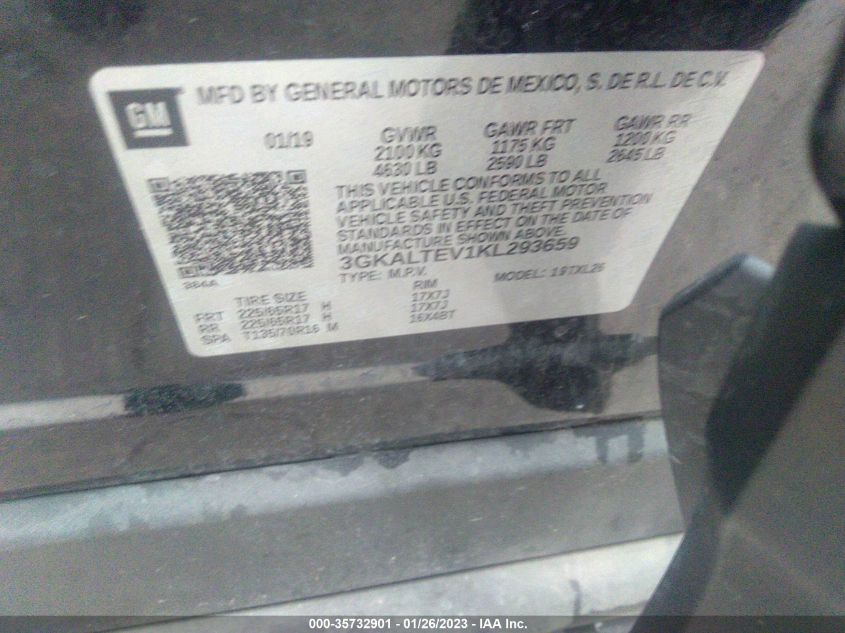 GM
MFD BY GENERAL MOTORS DE MEXICO, S. DE R.L. DE C.V.
01/19 GVWR GAWR FRT GAWR RR
2100 KG 1175 KG 1200 KG
4630 LB 2590 LB 2645 LB
THIS VEHICLE CONFORMS TO ALL
APPLICABLE U.S. FEDERAL MOTOR
VEHICLE SAFETY AND THEFT PREVENTION
STANDARDS IN EFFECT ON THE DATE OF
MANUFACTURE SHOWN ABOVE.
3GKALTEV1KL293659
TYPE: M.P.V. MODEL: 19TXL26
TIRE SIZE RIM
FRT 225/65R17 H 17X7J
RR 225/65R17 H 17X7J
SPA T135/70R16 M 16X4BT
000-35732901 - 01/26/2023 - IAA Inc.